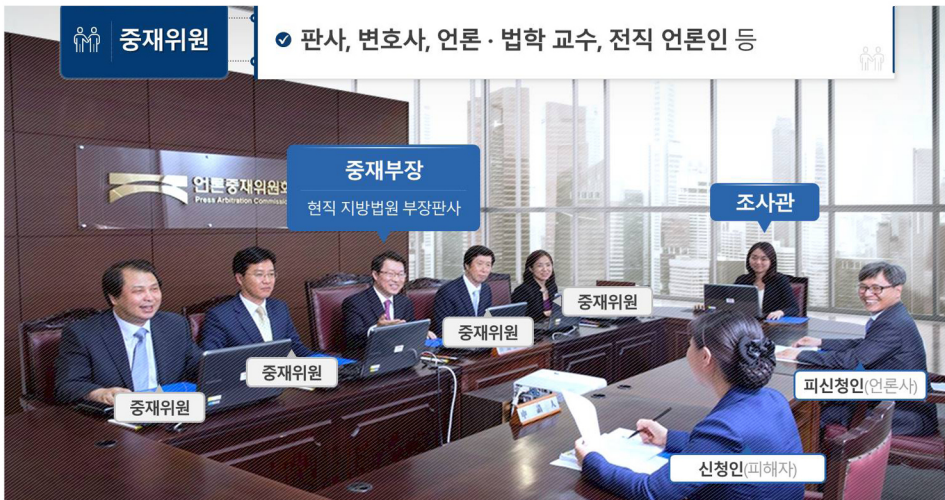 중재위원
판사, 변호사, 언론 · 법학 교수, 전직 언론인 등
언론중재위원회
Press Arbitration Commission
중재부장
현직 지방법원 부장판사
조사관
중재위원
중재위원
중재위원
중재위원
피신청인(언론사)
신청인(피해자)